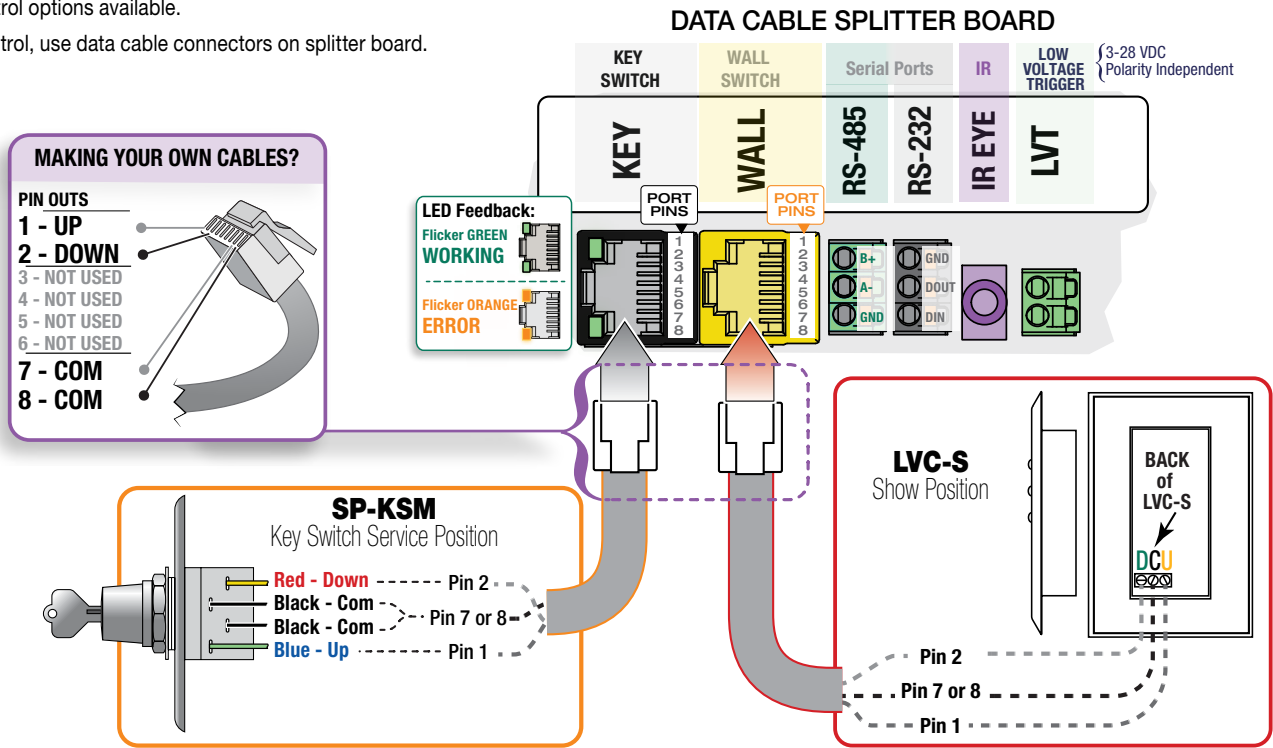 trol options available.
trol, use data cable connectors on splitter board.
DATA CABLE SPLITTER BOARD
KEY
SWITCH
WALL
SWITCH
Serial Ports
IR
LOW
VOLTAGE
TRIGGER
3-28 VDC
Polarity Independent
KEY
WALL
RS-485
RS-232
IR EYE
LVT
MAKING YOUR OWN CABLES?
PIN OUTS
1 - UP
2 - DOWN
3 - NOT USED
4 - NOT USED
5 - NOT USED
6 - NOT USED
7 - COM
8 - COM
LED Feedback:
Flicker GREEN
WORKING
Flicker ORANGE
ERROR
PORT
PINS
1
2
3
4
5
6
7
8
PORT
PINS
1
2
3
4
5
6
7
8
B+
A-
GND
GND
DOUT
DIN
SP-KSM
Key Switch Service Position
Red - Down
Pin 2
Black - Com
Black - Com
Pin 7 or 8
Blue - Up
Pin 1
LVC-S
Show Position
BACK
of
LVC-S
DCU
Pin 2
Pin 7 or 8
Pin 1